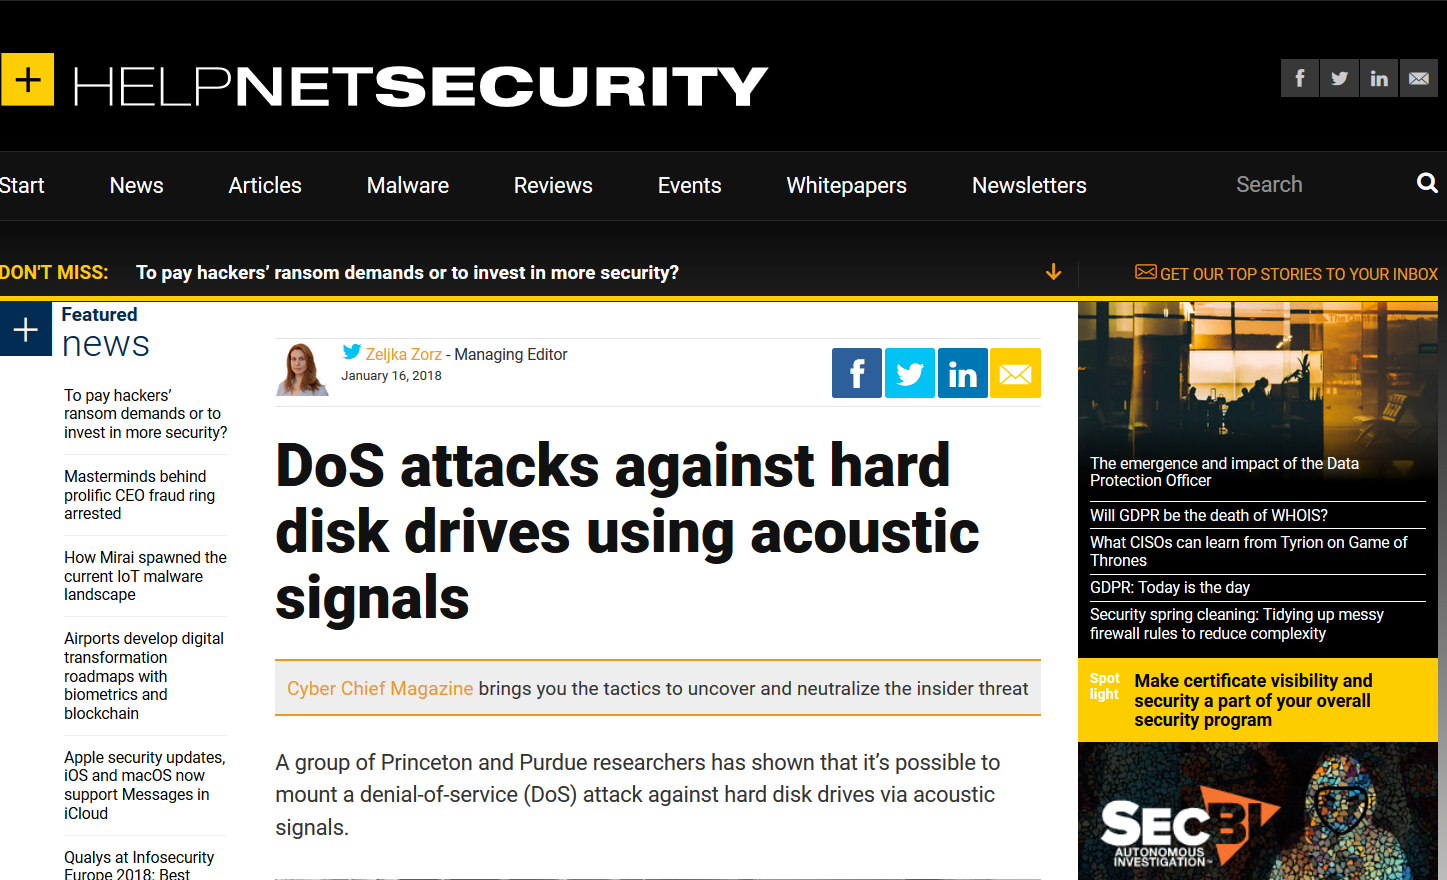 HELPNETSECURITY
Start News Articles Malware Reviews Events Whitepapers Newsletters Search
DON'T MISS: To pay hackers’ ransom demands or to invest in more security? GET OUR TOP STORIES TO YOUR INBOX
Featured
news
To pay hackers’
ransom demands or to
invest in more security?
Masterminds behind
prolific CEO fraud ring
arrested
How Mirai spawned the
current IoT malware
landscape
Airports develop digital
transformation
roadmaps with
biometrics and
blockchain
Apple security updates,
iOS and macOS now
support Messages in
iCloud
Qualys at Infosecurity
Europe 2018: Best
Zeljka Zorz - Managing Editor
January 16, 2018
DoS attacks against hard
disk drives using acoustic
signals
Cyber Chief Magazine brings you the tactics to uncover and neutralize the insider threat
A group of Princeton and Purdue researchers has shown that it’s possible to
mount a denial-of-service (DoS) attack against hard disk drives via acoustic
signals.
The emergence and impact of the Data
Protection Officer
Will GDPR be the death of WHOIS?
What CISOs can learn from Tyrion on Game of
Thrones
GDPR: Today is the day
Security spring cleaning: Tidying up messy
firewall rules to reduce complexity
Spot
light
Make certificate visibility and
security a part of your overall
security program
SECBI
AUTONOMOUS
INVESTIGATION™